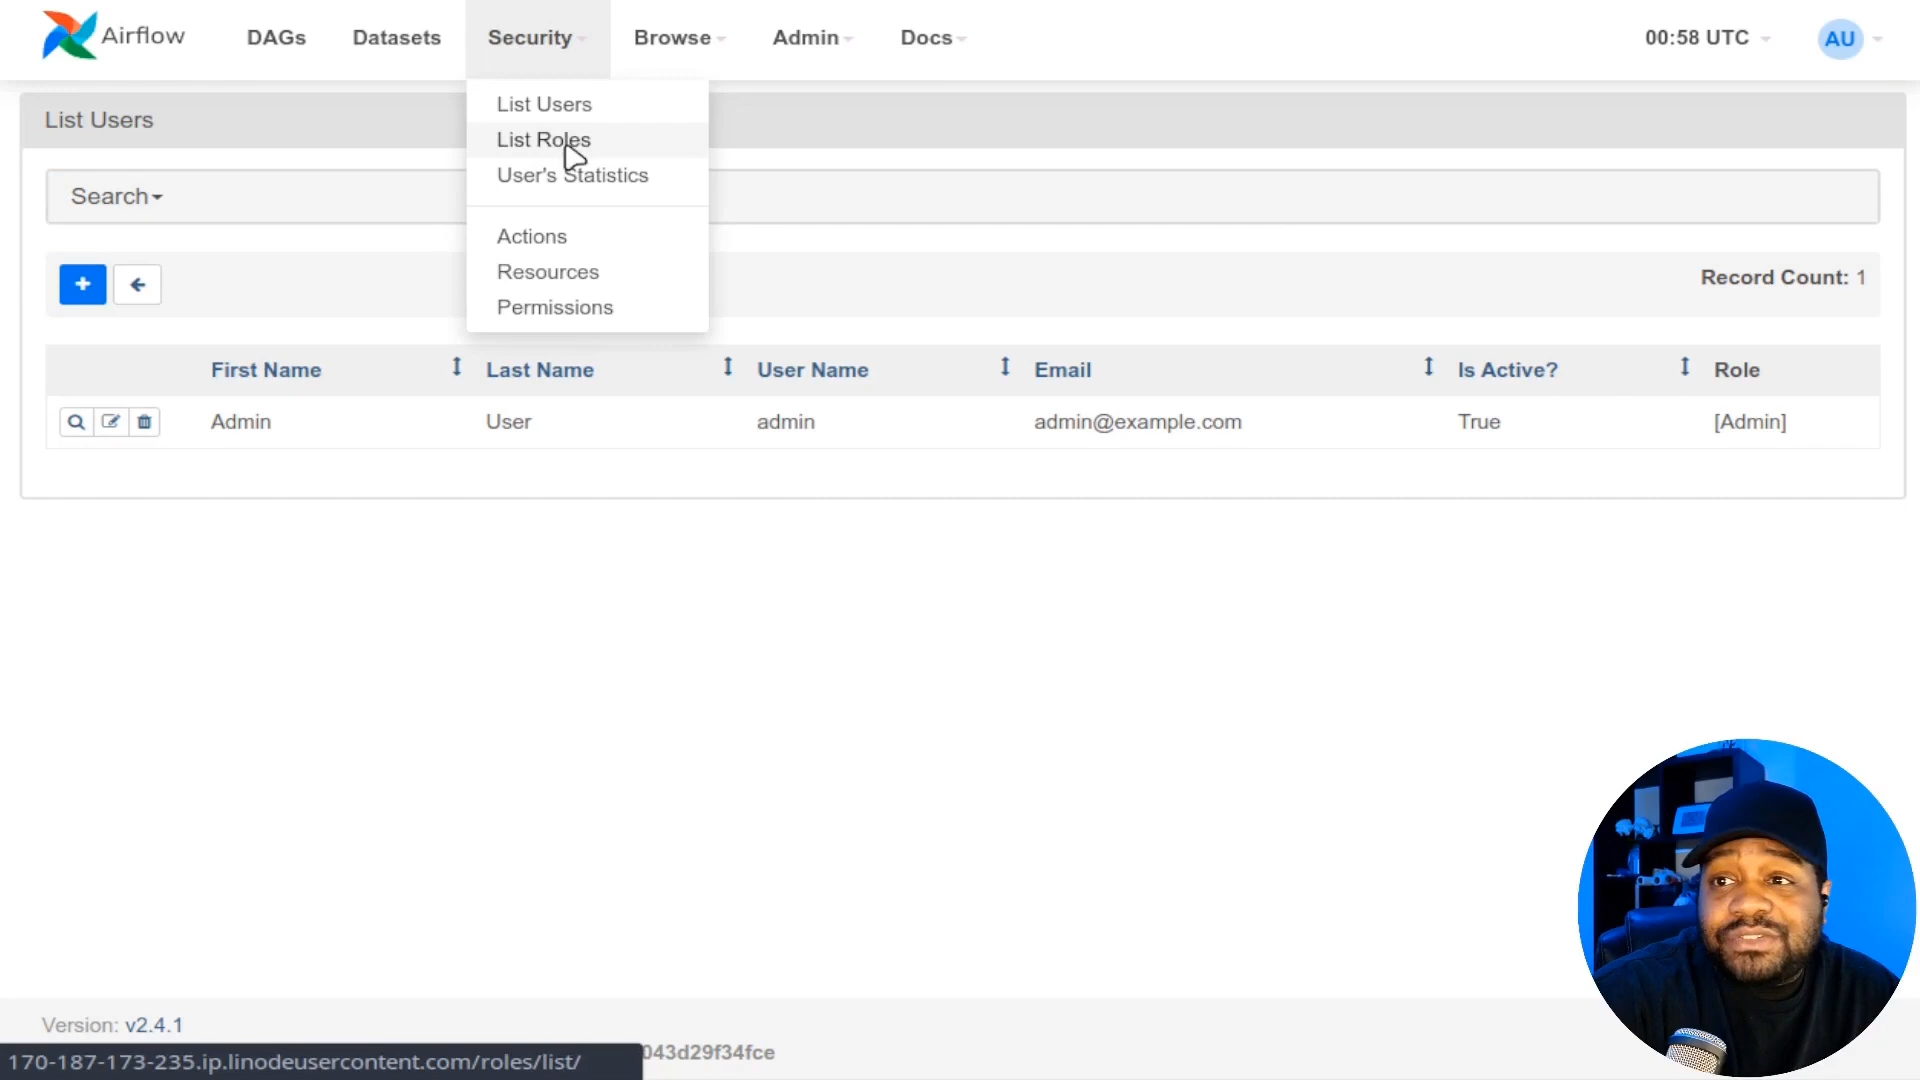 Airflow DAGs Datasets Security Browse Admin Docs 00:58 UTC AU
List Users
List Users
List Roles
User's Statistics
Search
Actions
Resources
Permissions
Record Count: 1
First Name Last Name User Name Email Is Active? Role
Admin User admin admin@example.com True [Admin]
Version: v2.4.1
170-187-173-235.ip.linodeusercontent.com/roles/list/ 043d29f34fce